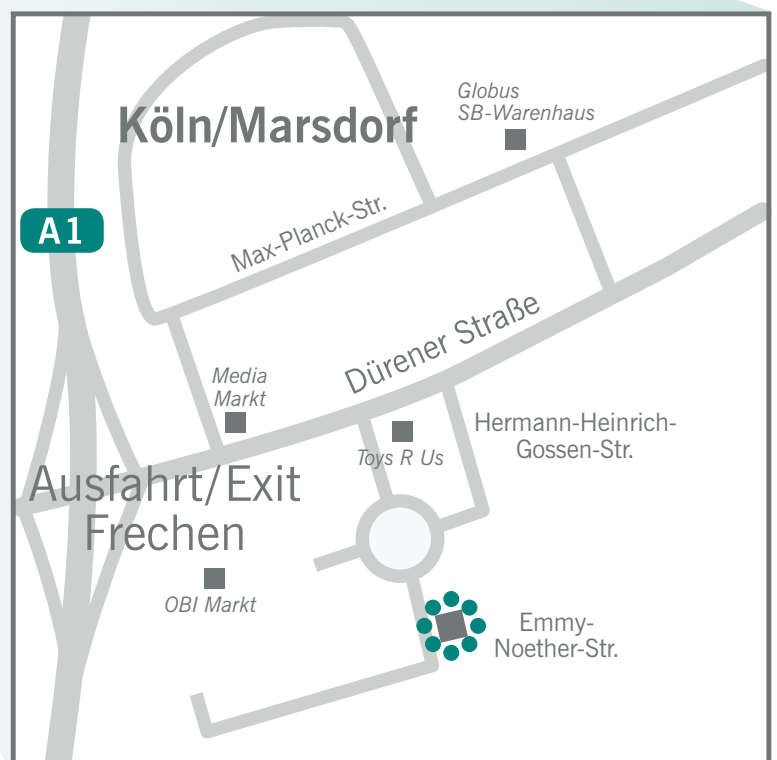 Globus
SB-Warenhaus
Köln/Marsdorf
A1
Max-Planck-Str.
Dürener Straße
Media
Markt
Hermann-Heinrich-
Gossen-Str.
Toys R Us
Ausfahrt/Exit
Frechen
OBI Markt
Emmy-
Noether-Str.